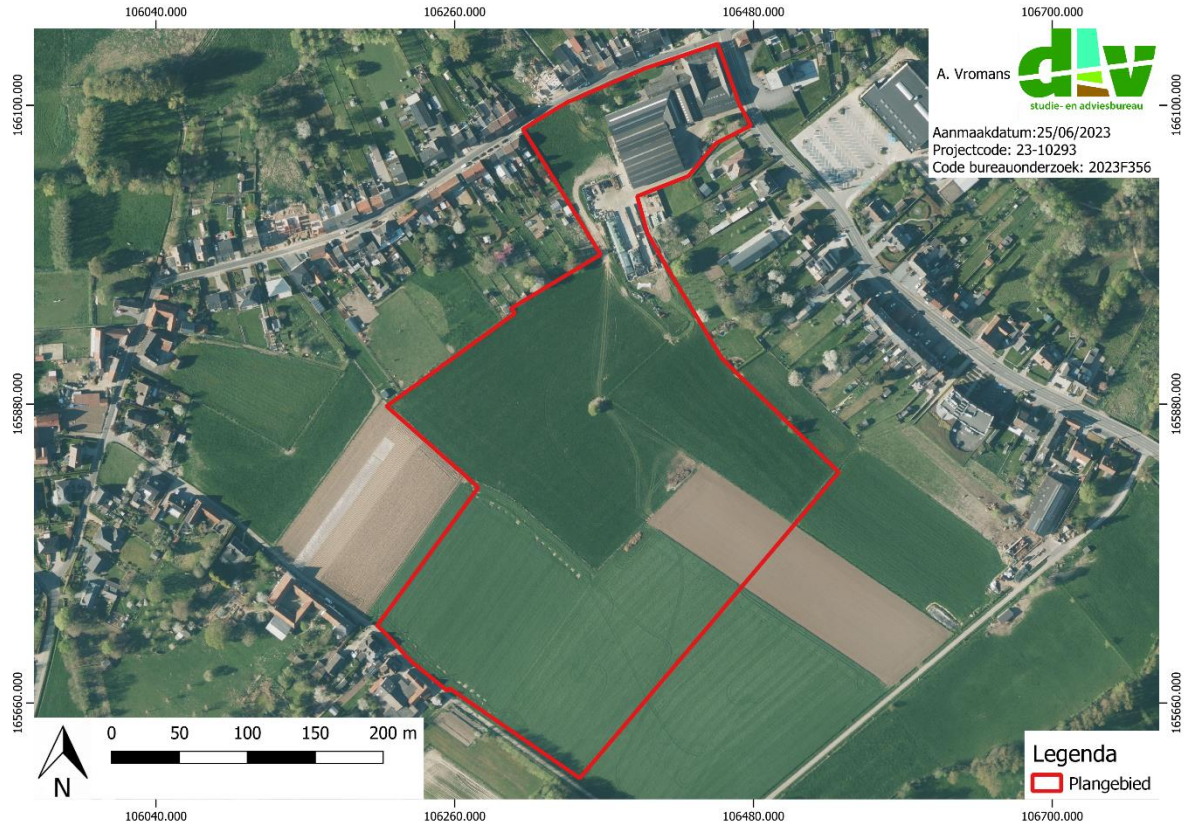 106040.000
106260.000
106480.000
106700.000
A. Vromans
dlv
studie- en adviesbureau
Aanmaakdatum:25/06/2023
Projectcode: 23-10293
Code bureauonderzoek: 2023F356
166100.000
166100.000
165880.000
165880.000
165660.000
165660.000
0 50 100 150 200 m
N
Legenda
Plangebied
106040.000
106260.000
106480.000
106700.000